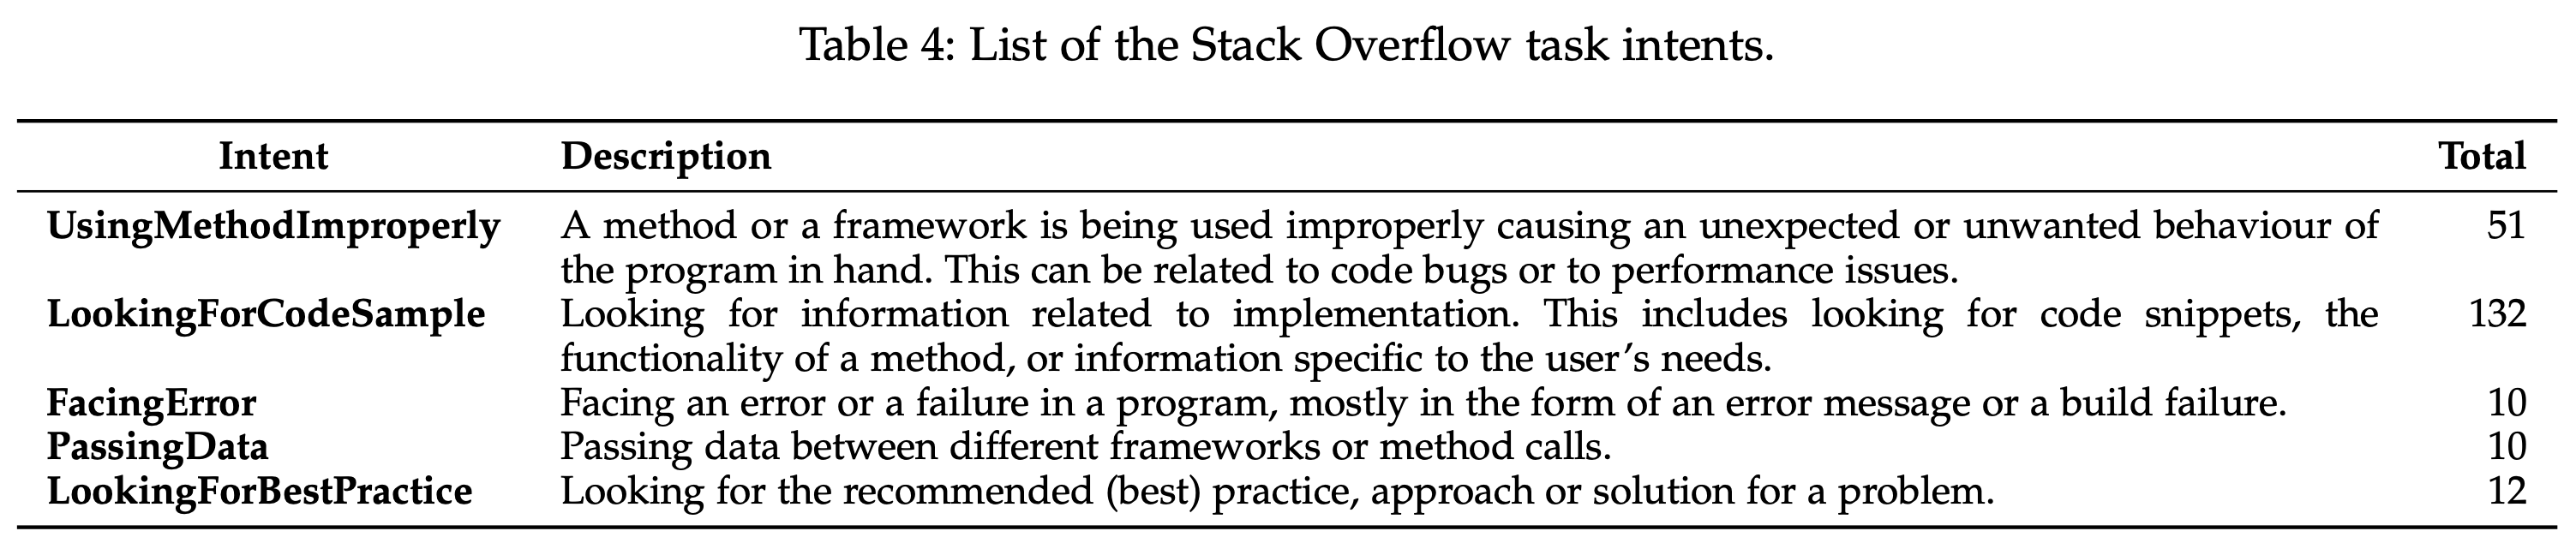 Table 4: List of the Stack Overflow task intents.
Intent Description Total
UsingMethodImproperly A method or a framework is being used improperly causing an unexpected or unwanted behaviour of 51
the program in hand. This can be related to code bugs or to performance issues.
LookingForCodeSample Looking for information related to implementation. This includes looking for code snippets, the 132
functionality of a method, or information specific to the user's needs.
FacingError Facing an error or a failure in a program, mostly in the form of an error message or a build failure. 10
PassingData Passing data between different frameworks or method calls. 10
LookingForBestPractice Looking for the recommended (best) practice, approach or solution for a problem. 12